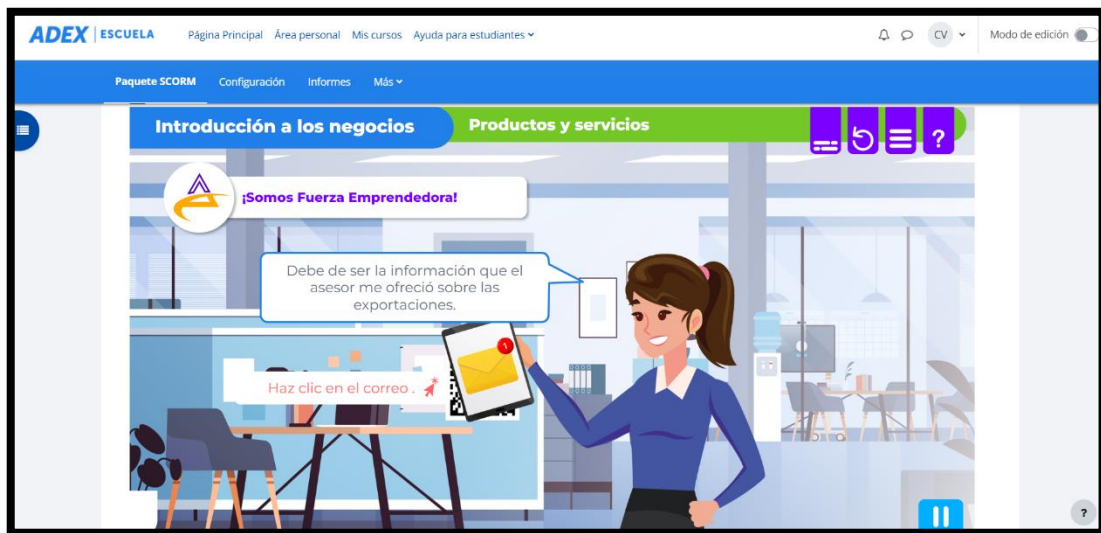 ADEX ESCUELA Página Principal Área personal Mis cursos Ayuda para estudiantes CV Modo de edición
Paquete SCORM Configuración Informes Más
Introducción a los negocios Productos y servicios ?
¡Somos Fuerza Emprendedora!
Debe de ser la información que el
asesor me ofreció sobre las
exportaciones.
1
Haz clic en el correo .
?